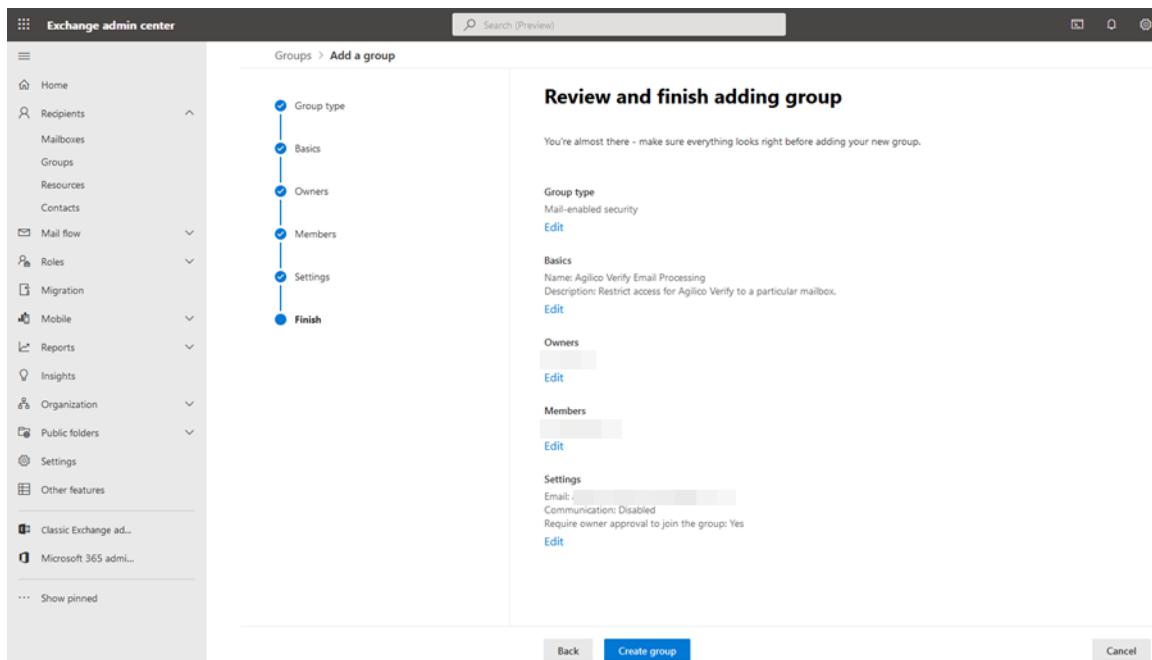 Exchange admin center
Search (Preview)
Home
Recipients
Mailboxes
Groups
Resources
Contacts
Mail flow
Roles
Migration
Mobile
Reports
Insights
Organization
Public folders
Settings
Other features
Classic Exchange ad...
Microsoft 365 admi...
Show pinned
Groups > Add a group
Group type
Basics
Owners
Members
Settings
Finish
Review and finish adding group
You're almost there - make sure everything looks right before adding your new group.
Group type
Mail-enabled security
Edit
Basics
Name: Agilico Verify Email Processing
Description: Restrict access for Agilico Verify to a particular mailbox.
Edit
Owners
Edit
Members
Edit
Settings
Email:
Communication: Disabled
Require owner approval to join the group: Yes
Edit
Back
Create group
Cancel